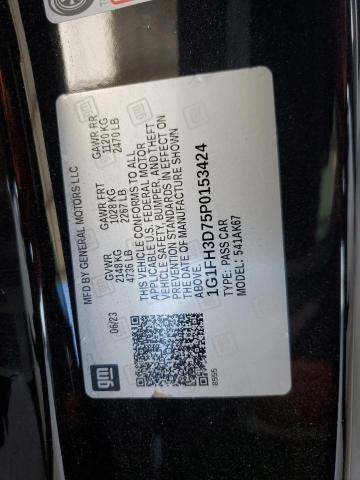 MFD BY GENERAL MOTORS LLC
06/23
GVWR
2148 KG
4736 LB
GAWR FRT
1028 KG
2267 LB
GAWR RR
1120 KG
2470 LB
THIS VEHICLE CONFORMS TO ALL
APPLICABLE U.S. FEDERAL MOTOR
VEHICLE SAFETY, BUMPER, AND THEFT
PREVENTION STANDARDS IN EFFECT ON
THE DATE OF MANUFACTURE SHOWN
ABOVE.
1G1FH3D75P0153424
TYPE: PASS CAR
MODEL: 541AK67
gm
8555